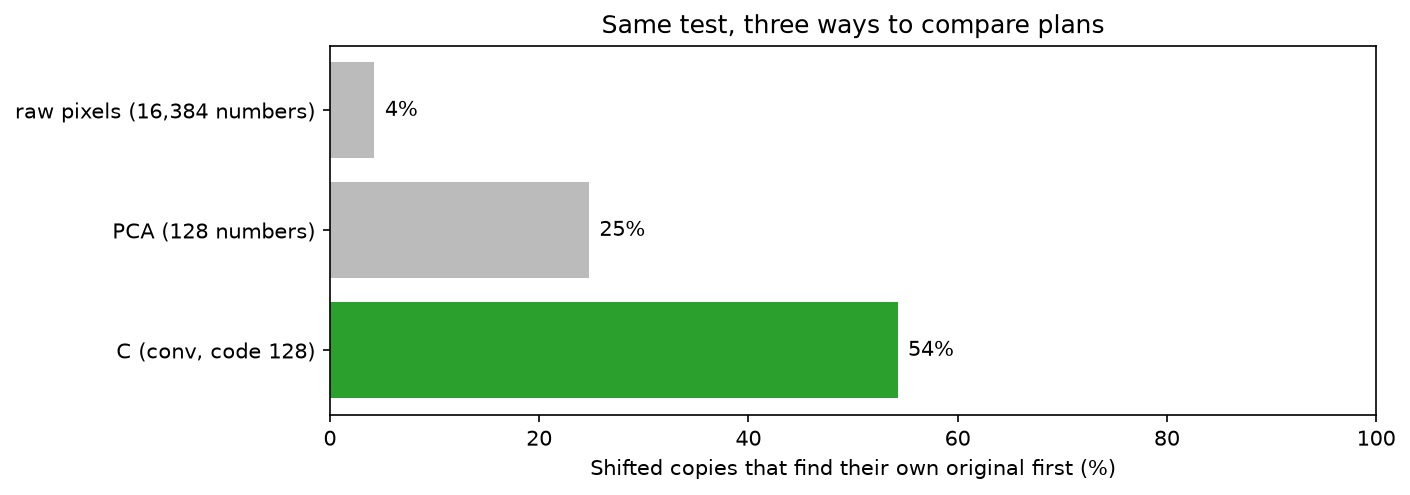 Same test, three ways to compare plans
raw pixels (16,384 numbers)
4%
PCA (128 numbers)
25%
C (conv, code 128)
54%
0 20 40 60 80 100
Shifted copies that find their own original first (%)